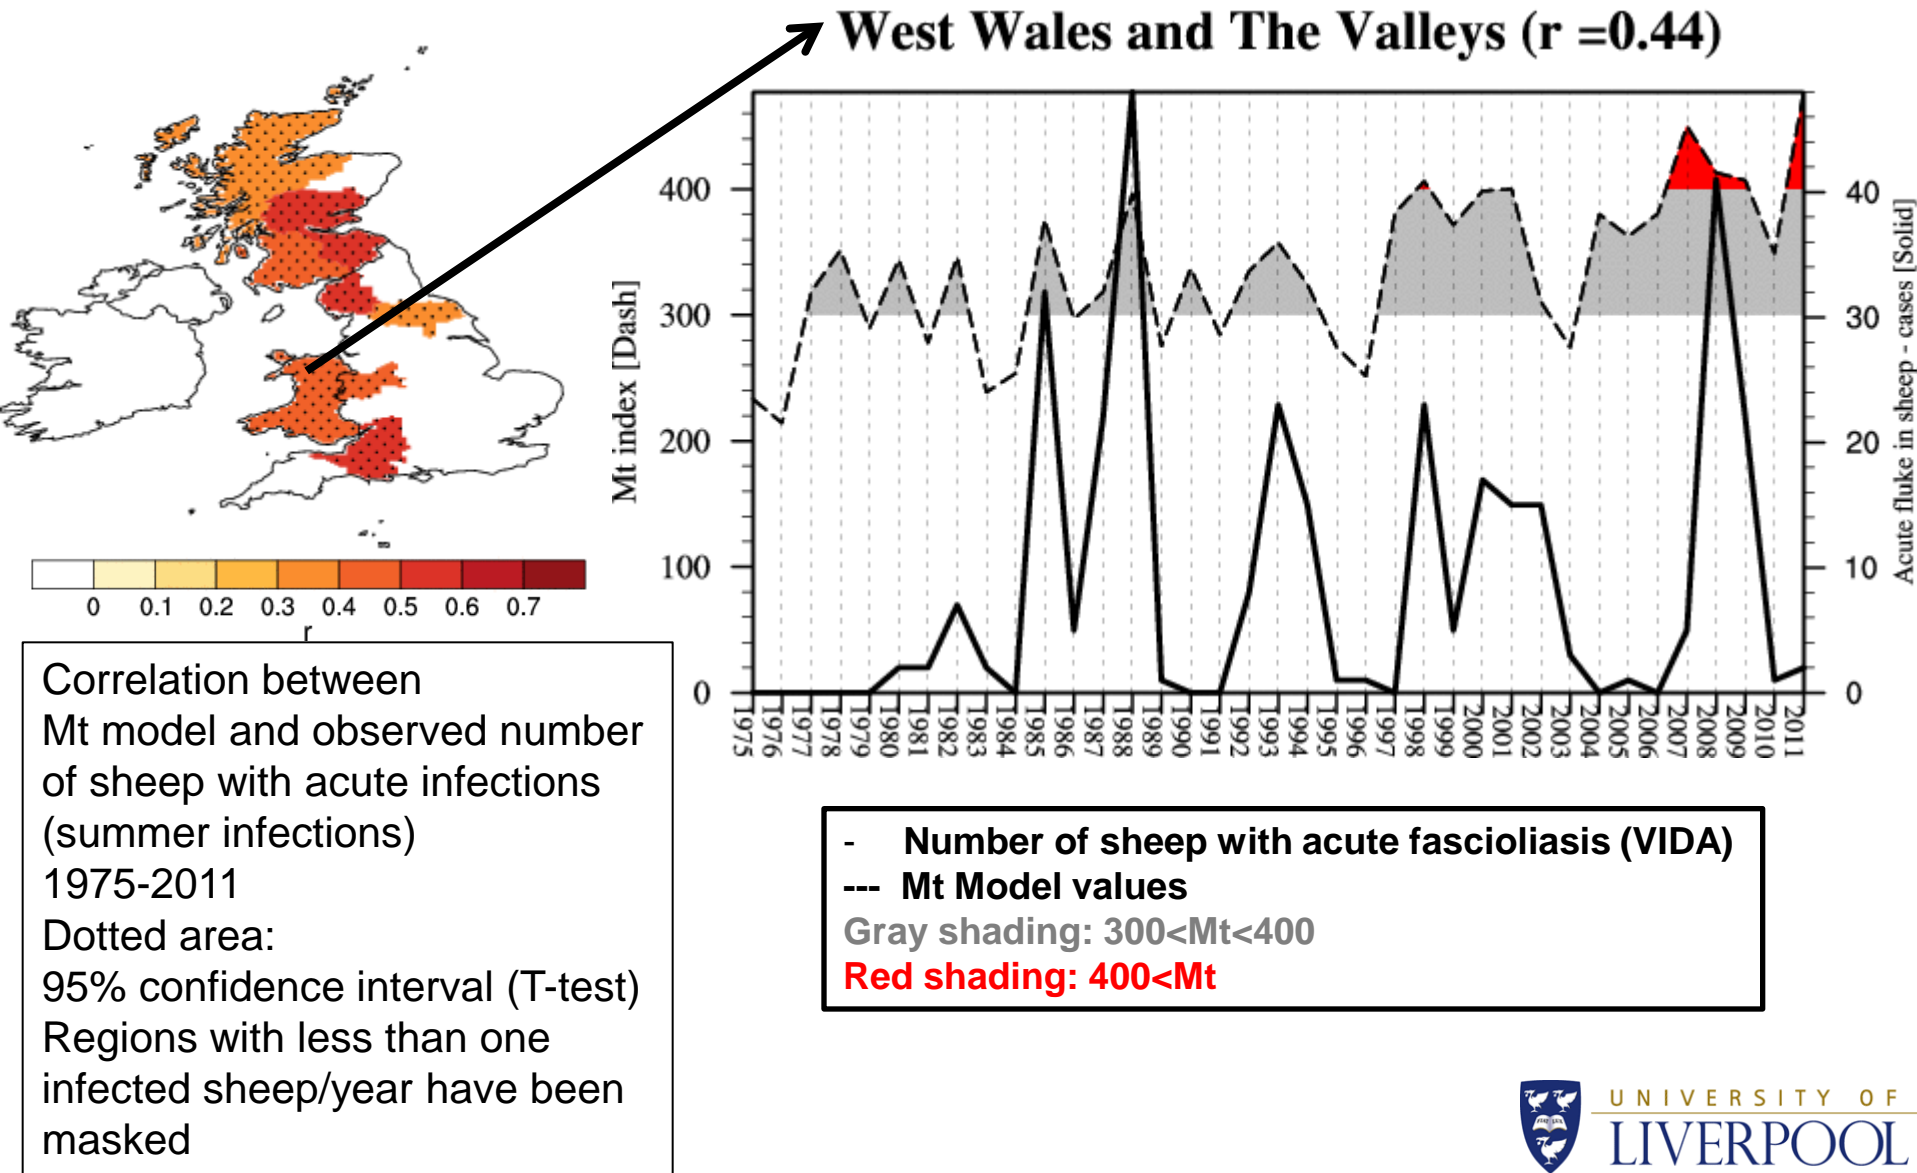 West Wales and The Valleys (r =0.44)
Mt index [Dash]
400
300
200
100
0
Acute fluke in sheep - cases [Solid]
40
30
20
10
0
1975 1976 1977 1978 1979 1980 1981 1982 1983 1984 1985 1986 1987 1988 1989 1990 1991 1992 1993 1994 1995 1996 1997 1998 1999 2000 2001 2002 2003 2004 2005 2006 2007 2008 2009 2010 2011
0 0.1 0.2 0.3 0.4 0.5 0.6 0.7
r
Correlation between
Mt model and observed number
of sheep with acute infections
(summer infections)
1975-2011
Dotted area:
95% confidence interval (T-test)
Regions with less than one
infected sheep/year have been
masked
- Number of sheep with acute fascioliasis (VIDA)
--- Mt Model values
Gray shading: 300<Mt<400
Red shading: 400<Mt
UNIVERSITY OF
LIVERPOOL